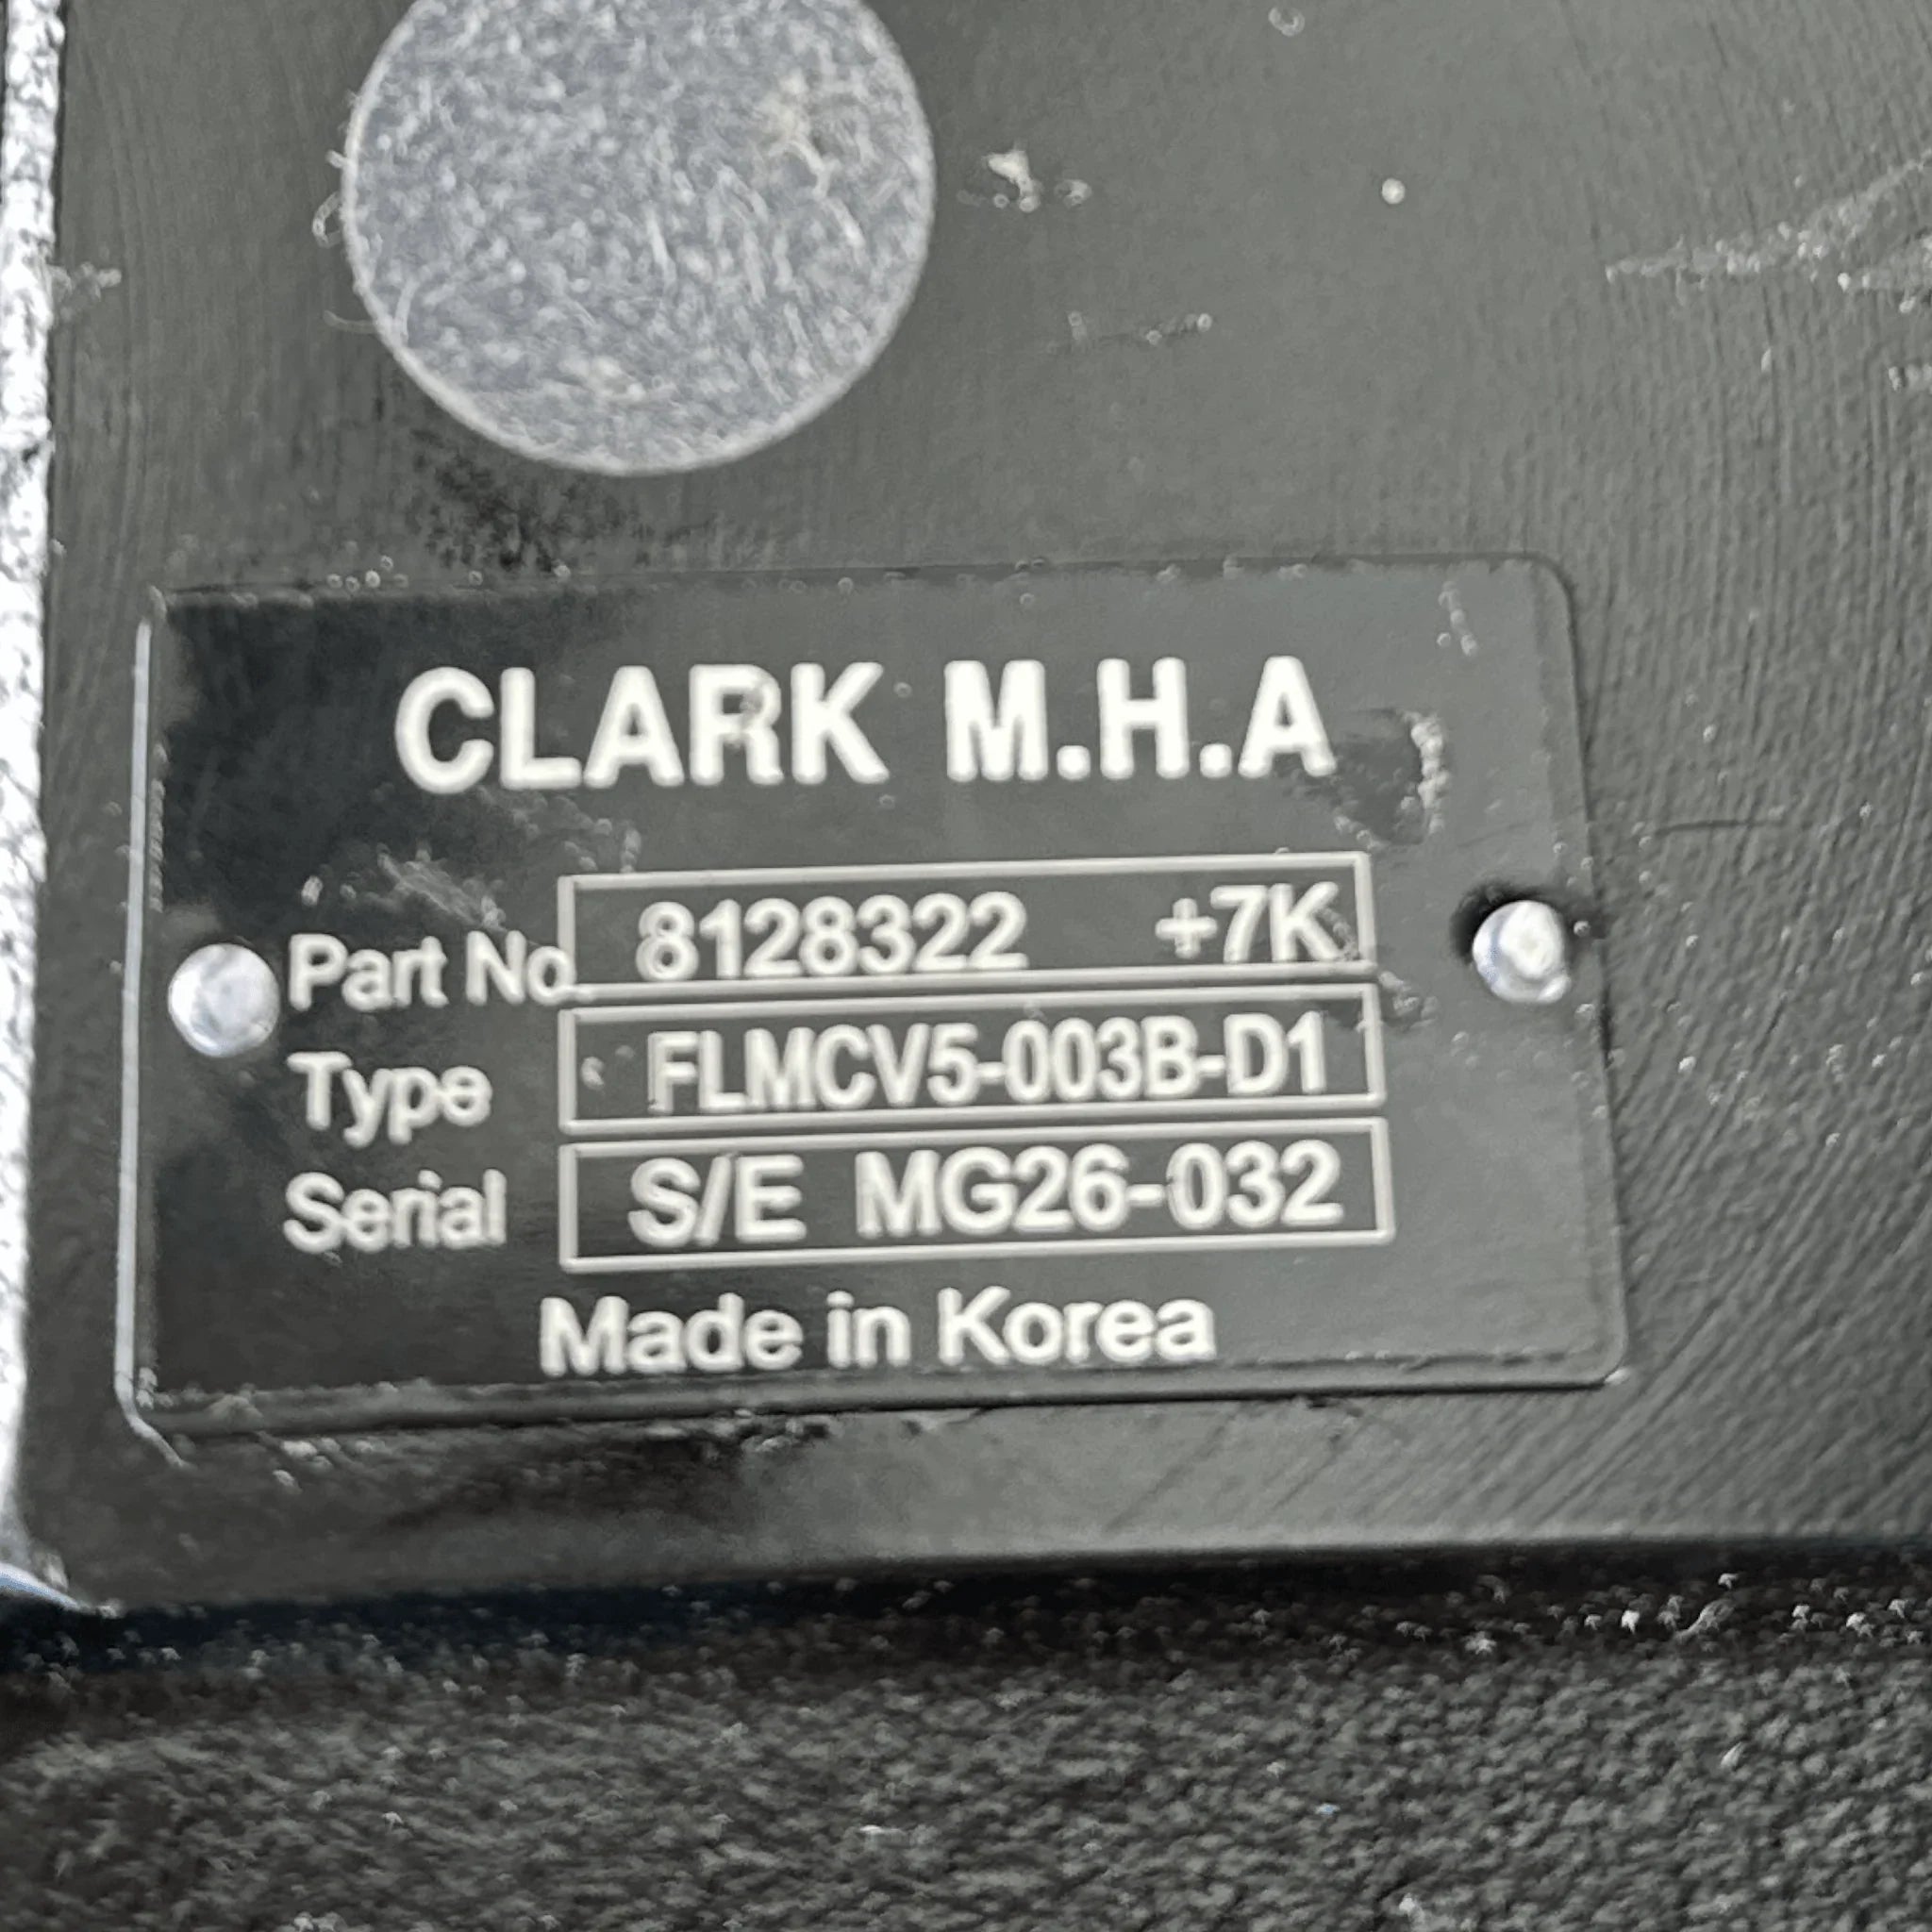 CLARK M.H.A
Part No. 8128322 +7K
Type FLMCV5-003B-D1
Serial S/E MG26-032
Made in Korea